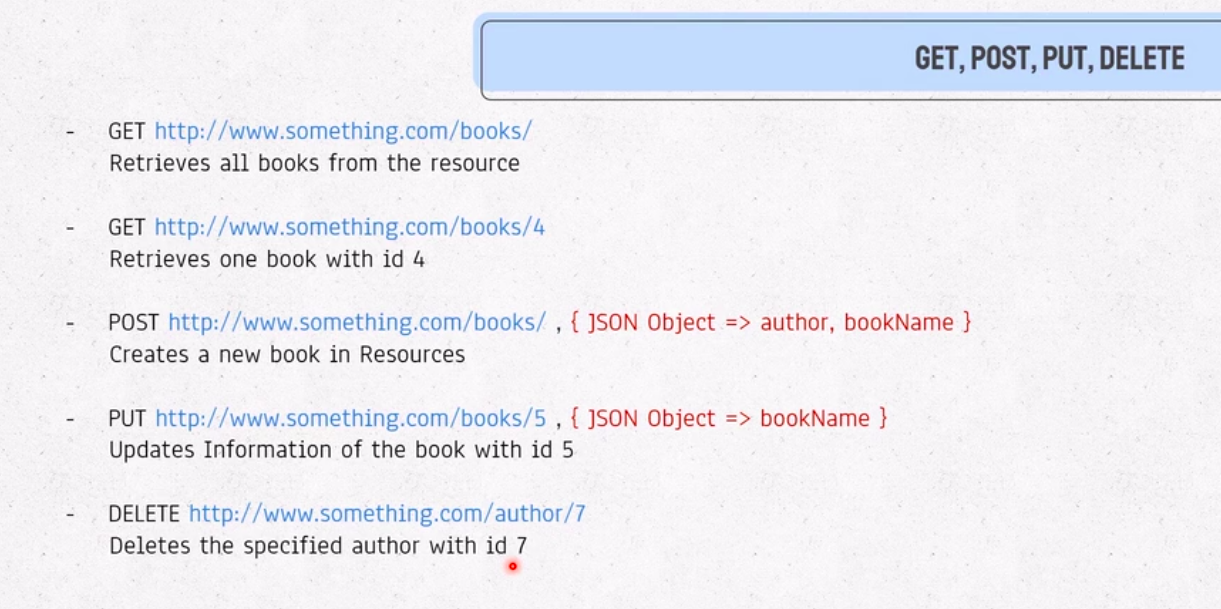 GET, POST, PUT, DELETE
- GET http://www.something.com/books/
Retrieves all books from the resource
- GET http://www.something.com/books/4
Retrieves one book with id 4
- POST http://www.something.com/books/ , { JSON Object => author, bookName }
Creates a new book in Resources
- PUT http://www.something.com/books/5 , { JSON Object => bookName }
Updates Information of the book with id 5
- DELETE http://www.something.com/author/7
Deletes the specified author with id 7